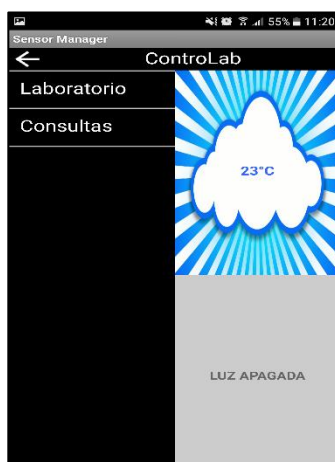 55% 11:20
Sensor Manager
ControLab
Laboratorio
Consultas
23°C
LUZ APAGADA